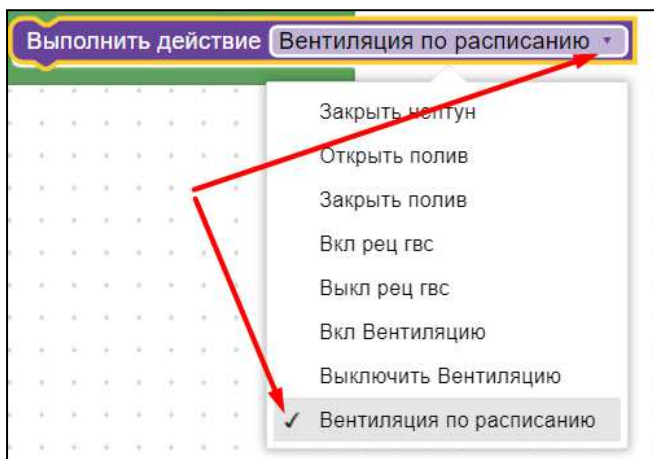 Выполнить действие Вентиляция по расписанию
Закрыть нептун
Открыть полив
Закрыть полив
Вкл рец гвс
Выкл рец гвс
Вкл Вентиляцию
Выключить Вентиляцию
Вентиляция по расписанию